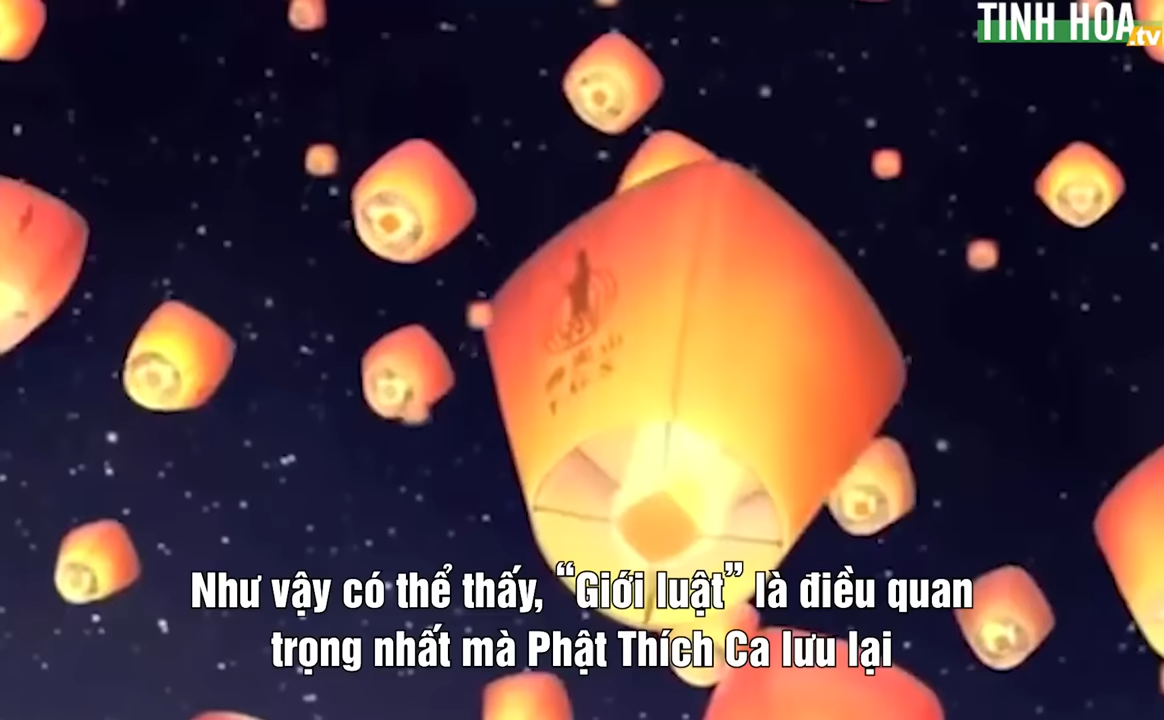 TINH HOA
.tv
Như vậy có thể thấy, “Giới luật” là điều quan
trọng nhất mà Phật Thích Ca lưu lại